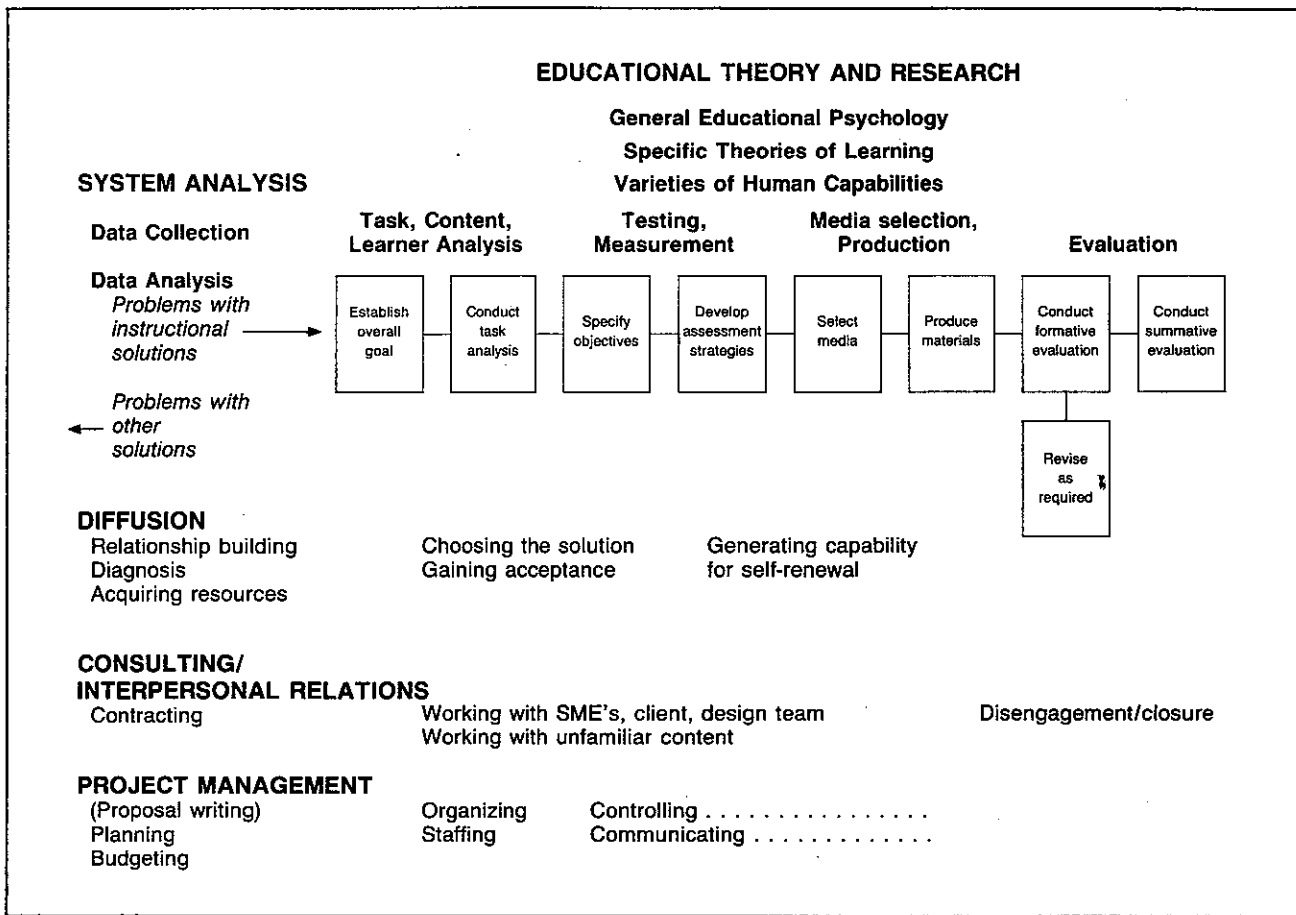 EDUCATIONAL THEORY AND RESEARCH
General Educational Psychology
Specific Theories of Learning
Varieties of Human Capabilities
SYSTEM ANALYSIS
Data Collection
Data Analysis
Problems with
instructional
solutions
Problems with
other
solutions
Task, Content,
Learner Analysis
Testing,
Measurement
Media selection,
Production
Evaluation
Establish
overall
goal
Conduct
task
analysis
Specify
objectives
Develop
assessment
strategies
Select
media
Produce
materials
Conduct
formative
evaluation
Conduct
summative
evaluation
Revise
as
required
DIFFUSION
Relationship building
Diagnosis
Acquiring resources
Choosing the solution
Gaining acceptance
Generating capability
for self-renewal
CONSULTING/
INTERPERSONAL RELATIONS
Contracting
Working with SME's, client, design team
Working with unfamiliar content
Disengagement/closure
PROJECT MANAGEMENT
(Proposal writing)
Planning
Budgeting
Organizing
Staffing
Controlling . . . . . . . . . . . . . . . .
Communicating . . . . . . . . . . . . .